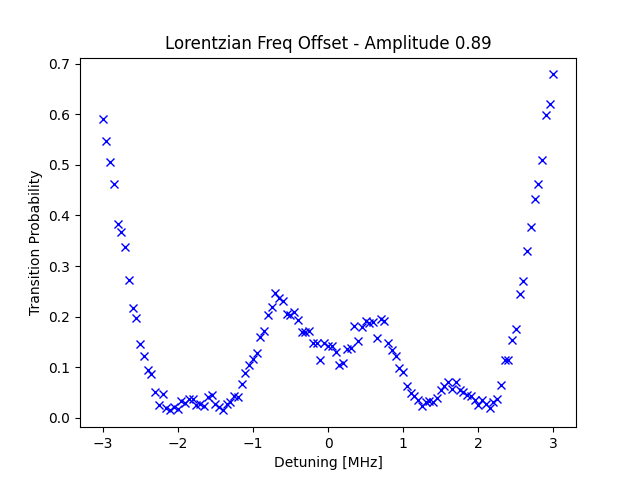 Lorentzian Freq Offset - Amplitude 0.89
Transition Probability
0.7
0.6
0.5
0.4
0.3
0.2
0.1
0.0
−3 −2 −1 0 1 2 3
Detuning [MHz]